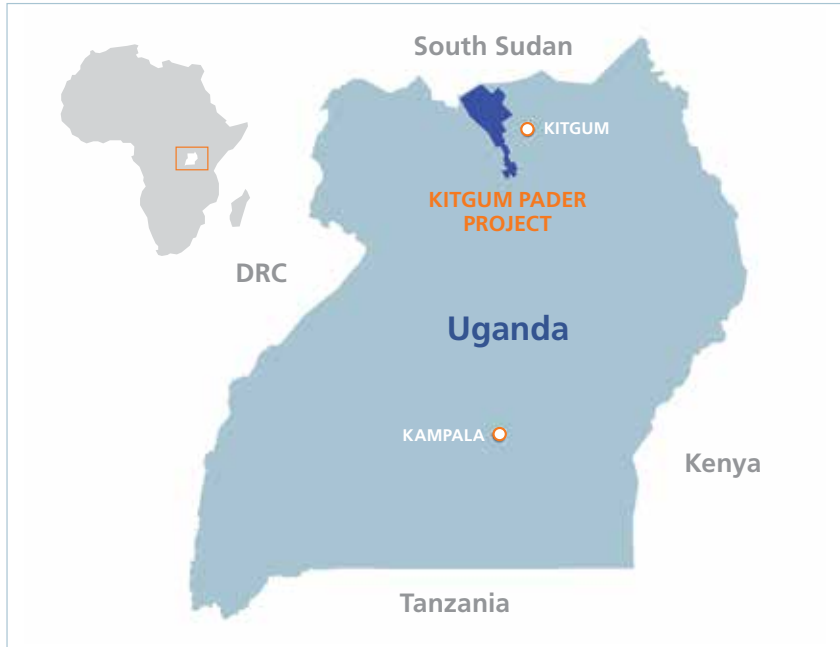 South Sudan
KITGUM
KITGUM PADER
PROJECT
DRC
Uganda
KAMPALA
Kenya
Tanzania